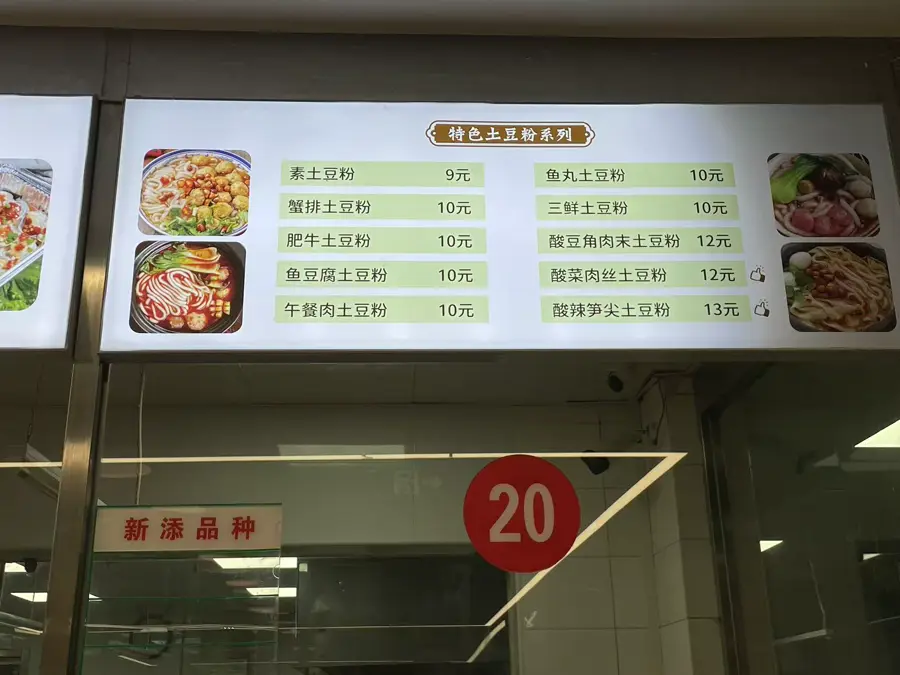 特色土豆粉系列
素土豆粉 9元
蟹排土豆粉 10元
肥牛土豆粉 10元
鱼豆腐土豆粉 10元
午餐肉土豆粉 10元
鱼丸土豆粉 10元
三鲜土豆粉 10元
酸豆角肉末土豆粉 12元
酸菜肉丝土豆粉 12元
酸辣笋尖土豆粉 13元
20
新添品种